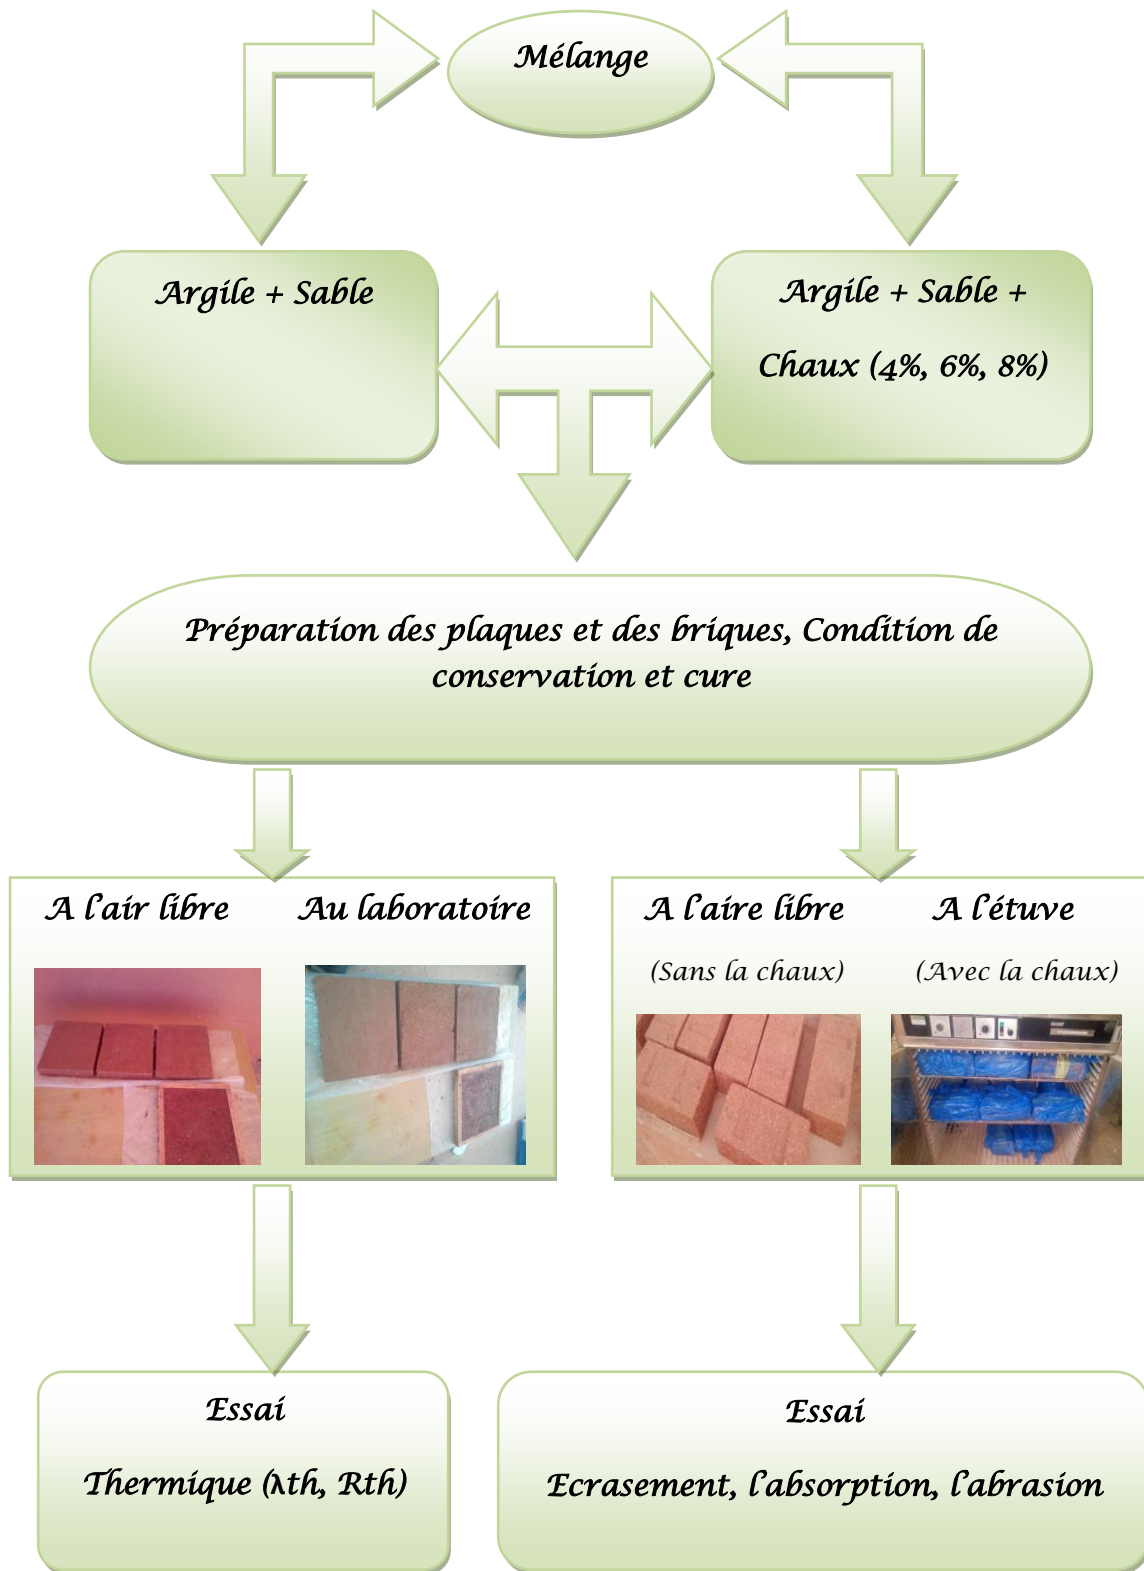 Mélange
Argile + Sable
Argile + Sable +
Chaux (4%, 6%, 8%)
Préparation des plaques et des briques, Condition de
conservation et cure
A l'air libre
Au laboratoire
A l'aire libre
(Sans la chaux)
A l'étuve
(Avec la chaux)
Essai
Thermique (λth, Rth)
Essai
Ecrasement, l'absorption, l'abrasion